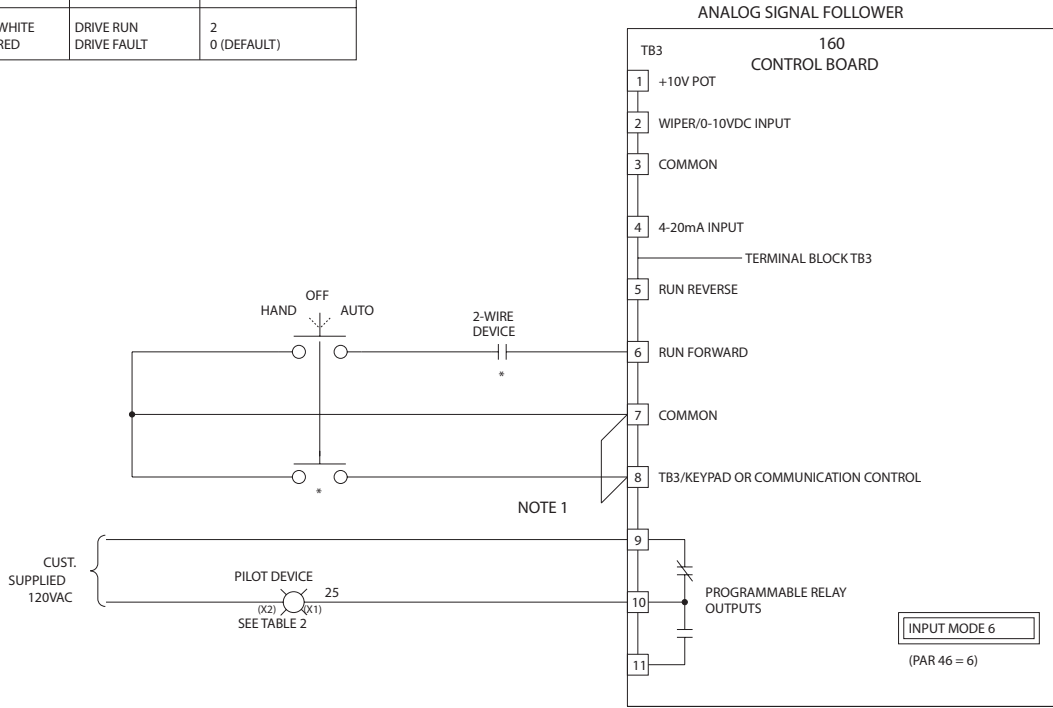 WHITE DRIVE RUN 2
RED DRIVE FAULT 0 (DEFAULT)
ANALOG SIGNAL FOLLOWER
TB3
160
CONTROL BOARD
1 +10V POT
2 WIPER/0-10VDC INPUT
3 COMMON
4 4-20mA INPUT
TERMINAL BLOCK TB3
5 RUN REVERSE
OFF
HAND AUTO
2-WIRE
DEVICE
6 RUN FORWARD
*
7 COMMON
8 TB3/KEYPAD OR COMMUNICATION CONTROL
*
NOTE 1
9
CUST.
SUPPLIED
120VAC
PILOT DEVICE
25
(X2) (X1)
SEE TABLE 2
10
PROGRAMMABLE RELAY
OUTPUTS
11
INPUT MODE 6
(PAR 46 = 6)